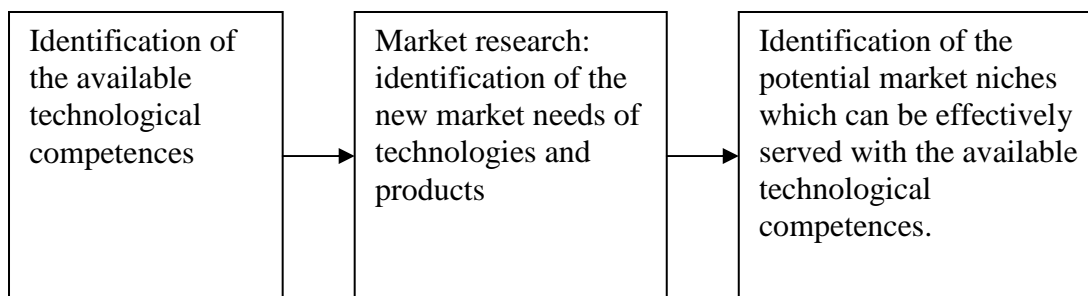 Identification of
the available
technological
competences
Market research:
identification of the
new market needs of
technologies and
products
Identification of the
potential market niches
which can be effectively
served with the available
technological
competences.